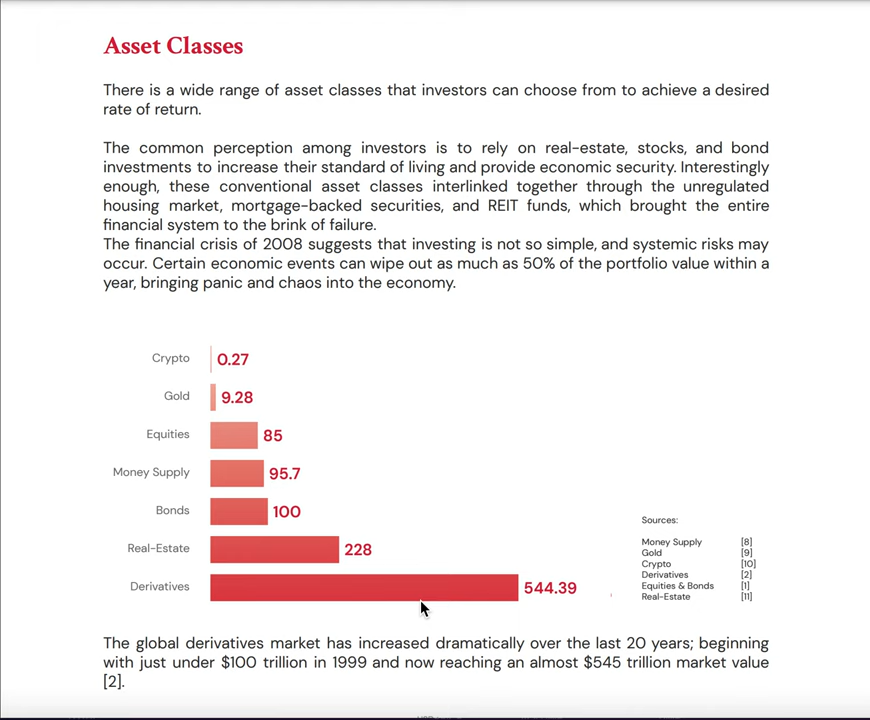 Asset Classes
There is a wide range of asset classes that investors can choose from to achieve a desired
rate of return.
The common perception among investors is to rely on real-estate, stocks, and bond
investments to increase their standard of living and provide economic security. Interestingly
enough, these conventional asset classes interlinked together through the unregulated
housing market, mortgage-backed securities, and REIT funds, which brought the entire
financial system to the brink of failure.
The financial crisis of 2008 suggests that investing is not so simple, and systemic risks may
occur. Certain economic events can wipe out as much as 50% of the portfolio value within a
year, bringing panic and chaos into the economy.
Crypto 0.27
Gold 9.28
Equities 85
Money Supply 95.7
Bonds 100
Real-Estate 228
Derivatives 544.39
Sources:
Money Supply [8]
Gold [9]
Crypto [10]
Derivatives [2]
Equities & Bonds [1]
Real-Estate [11]
The global derivatives market has increased dramatically over the last 20 years; beginning
with just under $100 trillion in 1999 and now reaching an almost $545 trillion market value
[2].